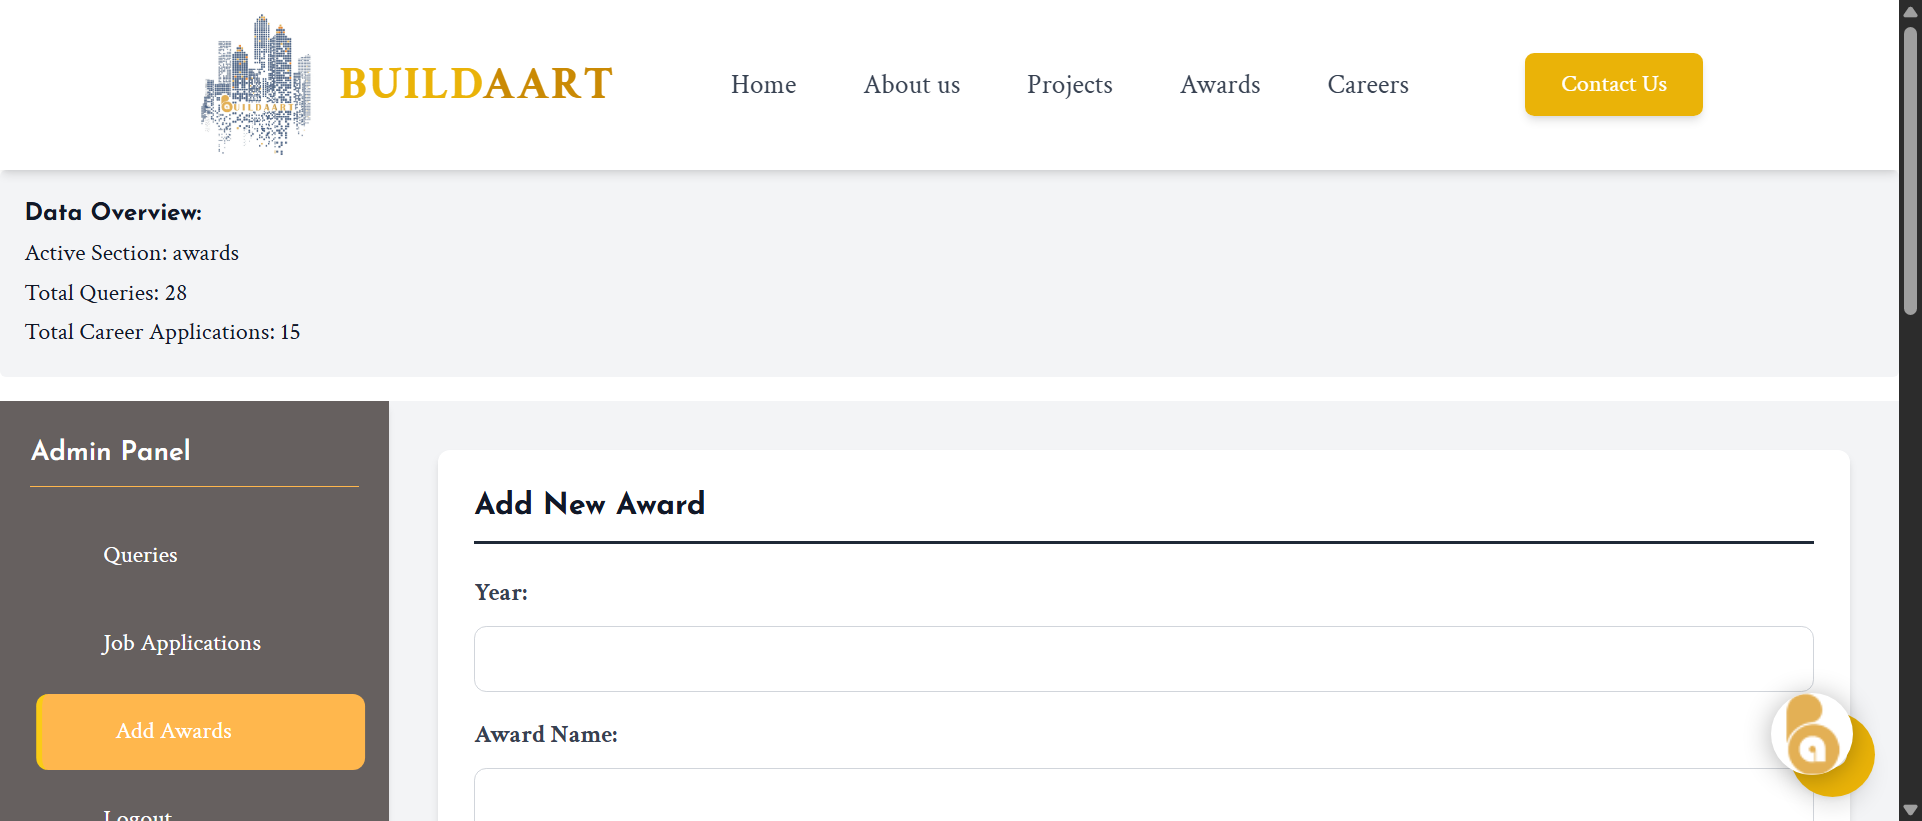 BUILDAART
BUILDAART
Home
About us
Projects
Awards
Careers
Contact Us
Data Overview:
Active Section: awards
Total Queries: 28
Total Career Applications: 15
Admin Panel
Queries
Job Applications
Add Awards
Logout
Add New Award
Year:
Award Name:
ba